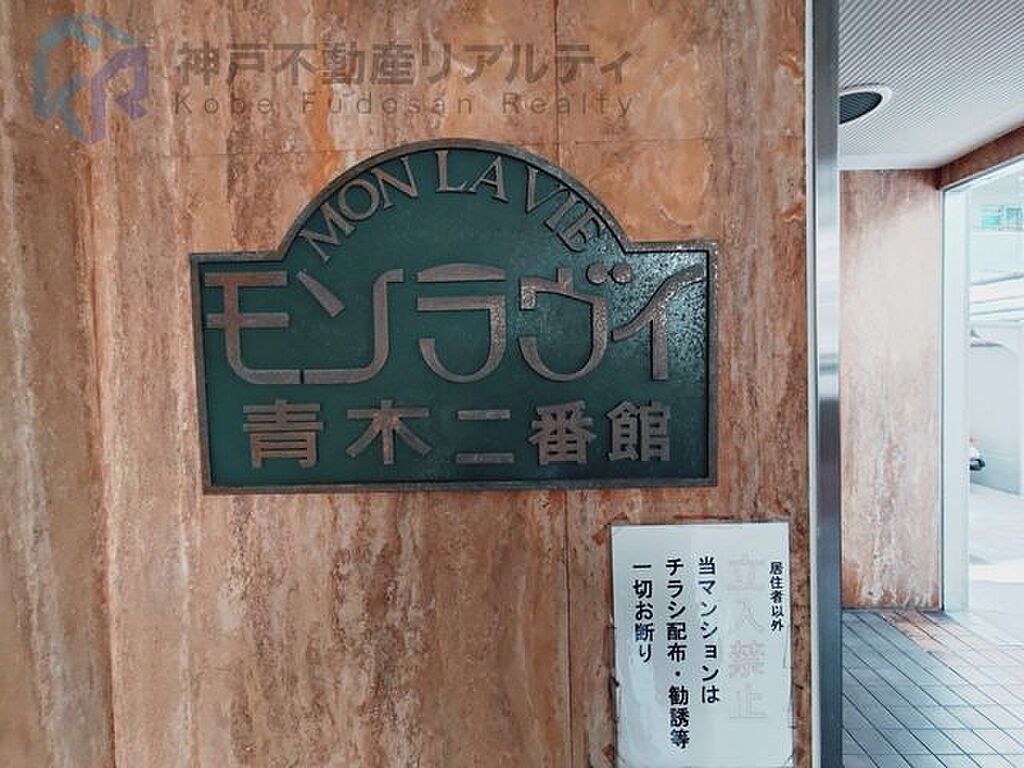 神戸不動産リアルティ
Kobe Fudosan Realty
MON LA VIE
モンラヴィ
青木二番館
居住者以外
立入禁止
当マンションは
チラシ配布・勧誘等
一切お断り